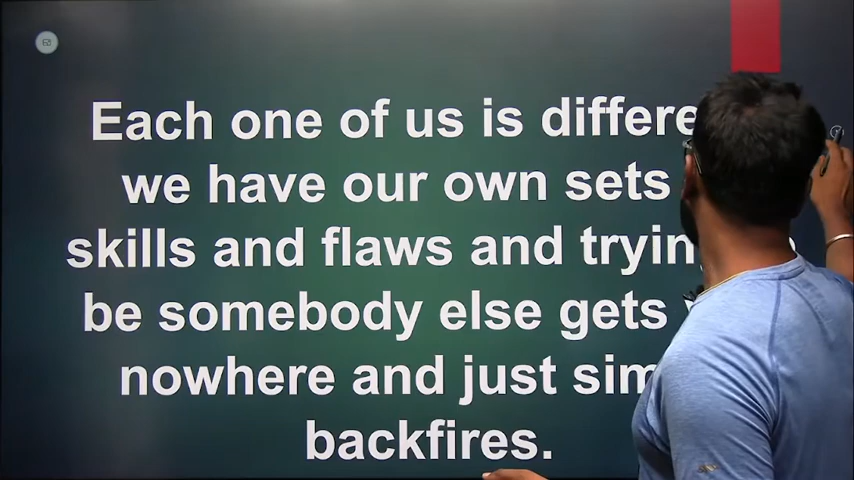 Each one of us is differe
we have our own sets
skills and flaws and tryin
be somebody else gets
nowhere and just sim
backfires.